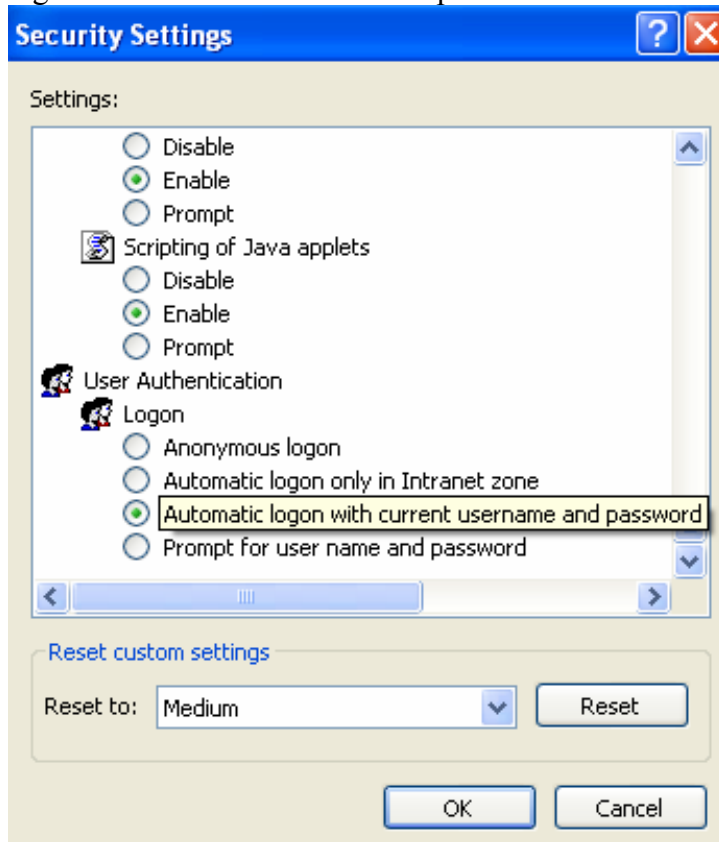 Security Settings
Settings:
Disable
Enable
Prompt
Scripting of Java applets
Disable
Enable
Prompt
User Authentication
Logon
Anonymous logon
Automatic logon only in Intranet zone
Automatic logon with current username and password
Prompt for user name and password
Reset custom settings
Reset to: Medium Reset
OK Cancel